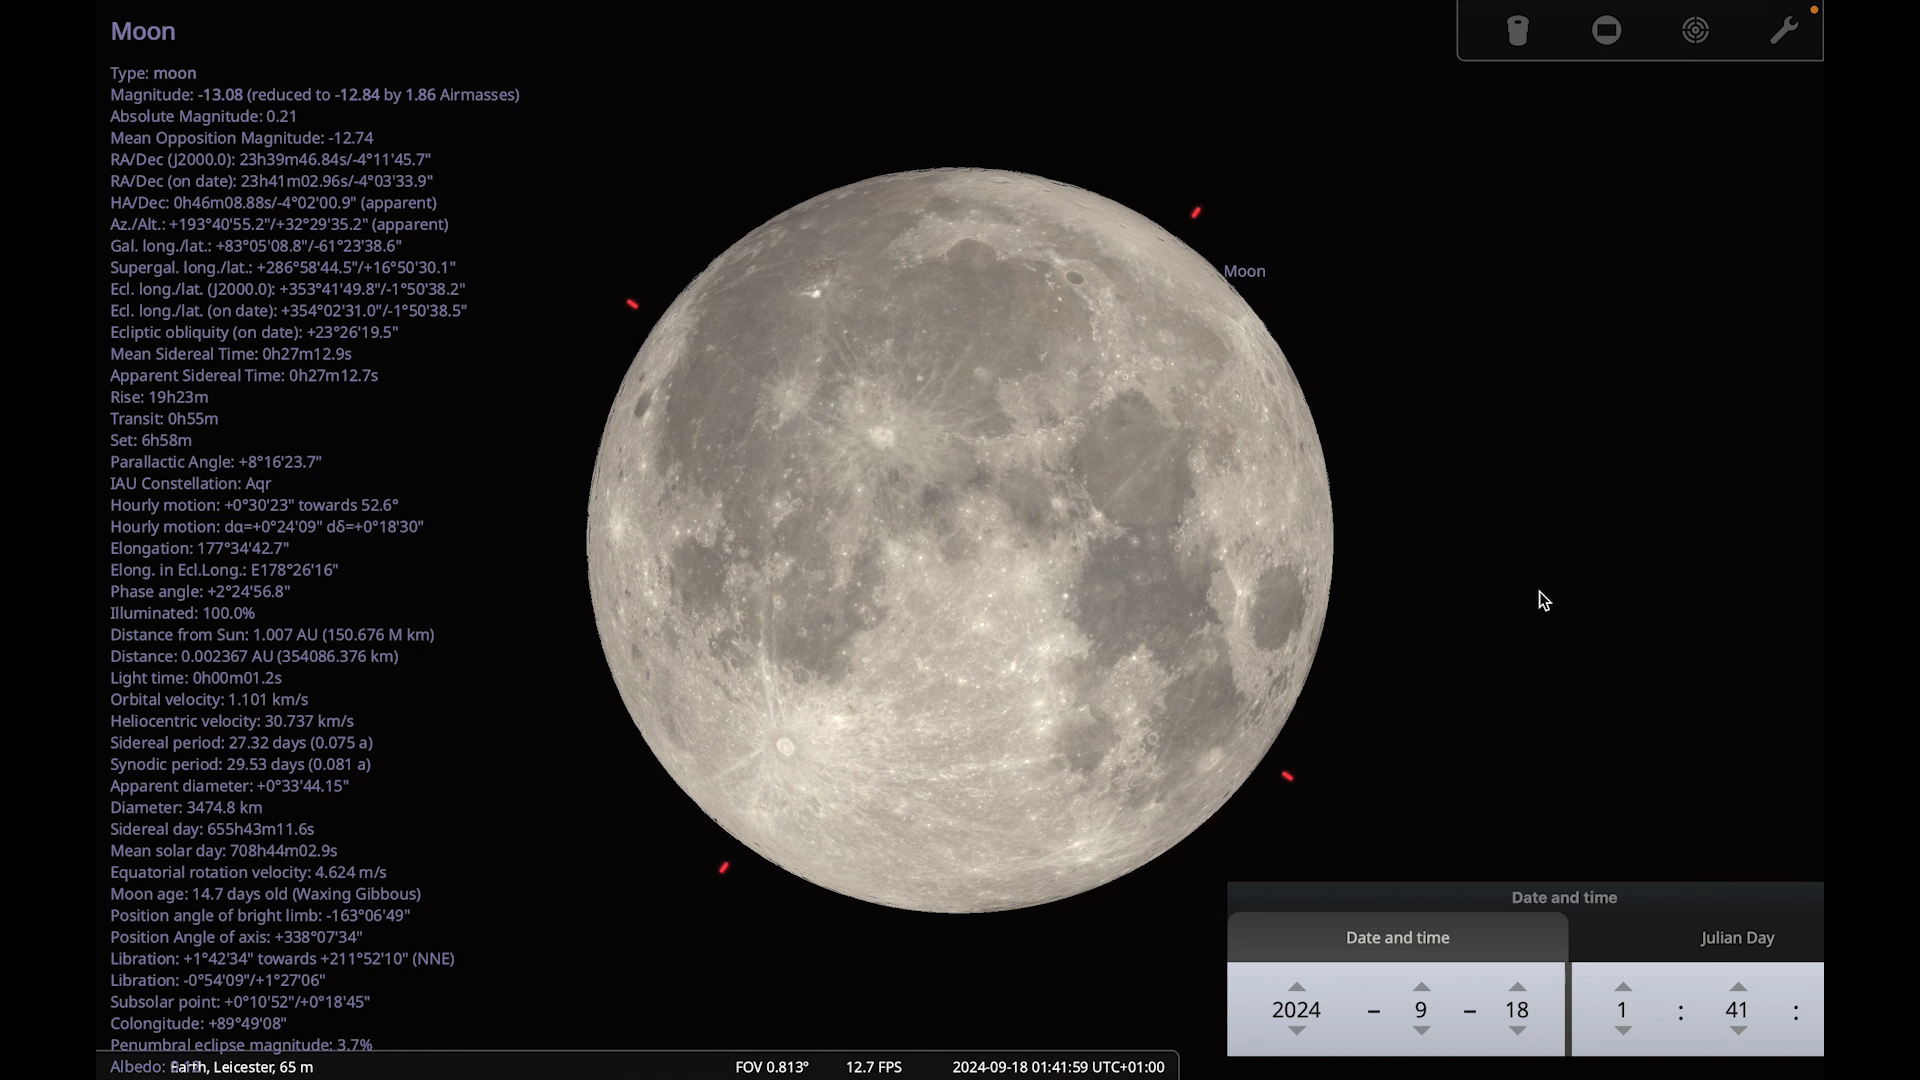 Moon
Type: moon
Magnitude: -13.08 (reduced to -12.84 by 1.86 Airmasses)
Absolute Magnitude: 0.21
Mean Opposition Magnitude: -12.74
RA/Dec (J2000.0): 23h39m46.84s/-4°11'45.7"
RA/Dec (on date): 23h41m02.96s/-4°03'33.9"
HA/Dec: 0h46m08.88s/-4°02'00.9" (apparent)
Az./Alt.: +193°40'55.2"/+32°29'35.2" (apparent)
Gal. long./lat.: +83°05'08.8"/-61°23'38.6"
Supergal. long./lat.: +286°58'44.5"/+16°50'30.1"
Ecl. long./lat. (J2000.0): +353°41'49.8"/-1°50'38.2"
Ecl. long./lat. (on date): +354°02'31.0"/-1°50'38.5"
Ecliptic obliquity (on date): +23°26'19.5"
Mean Sidereal Time: 0h27m12.9s
Apparent Sidereal Time: 0h27m12.7s
Rise: 19h23m
Transit: 0h55m
Set: 6h58m
Parallactic Angle: +8°16'23.7"
IAU Constellation: Aqr
Hourly motion: +0°30'23" towards 52.6°
Hourly motion: dα=+0°24'09" dδ=+0°18'30"
Elongation: 177°34'42.7"
Elong. in Ecl.Long.: E178°26'16"
Phase angle: +2°24'56.8"
Illuminated: 100.0%
Distance from Sun: 1.007 AU (150.676 M km)
Distance: 0.002367 AU (354086.376 km)
Light time: 0h00m01.2s
Orbital velocity: 1.101 km/s
Heliocentric velocity: 30.737 km/s
Sidereal period: 27.32 days (0.075 a)
Synodic period: 29.53 days (0.081 a)
Apparent diameter: +0°33'44.15"
Diameter: 3474.8 km
Sidereal day: 655h43m11.6s
Mean solar day: 708h44m02.9s
Equatorial rotation velocity: 4.624 m/s
Moon age: 14.7 days old (Waxing Gibbous)
Position angle of bright limb: -163°06'49"
Position Angle of axis: +338°07'34"
Libration: +1°42'34" towards +211°52'10" (NNE)
Libration: -0°54'09"/+1°27'06"
Subsolar point: +0°10'52"/+0°18'45"
Colongitude: +89°49'08"
Penumbral eclipse magnitude: 3.7%
Albedo:
Earth, Leicester, 65 m
FOV 0.813°
12.7 FPS
2024-09-18 01:41:59 UTC+01:00
Moon
Date and time
Date and time
Julian Day
2024 – 9 – 18
1 : 41 :